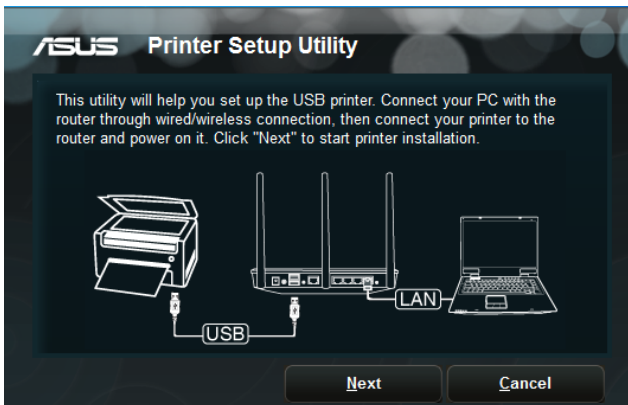 ASUS Printer Setup Utility
This utility will help you set up the USB printer. Connect your PC with the
router through wired/wireless connection, then connect your printer to the
router and power on it. Click "Next" to start printer installation.
LAN
USB
Next Cancel